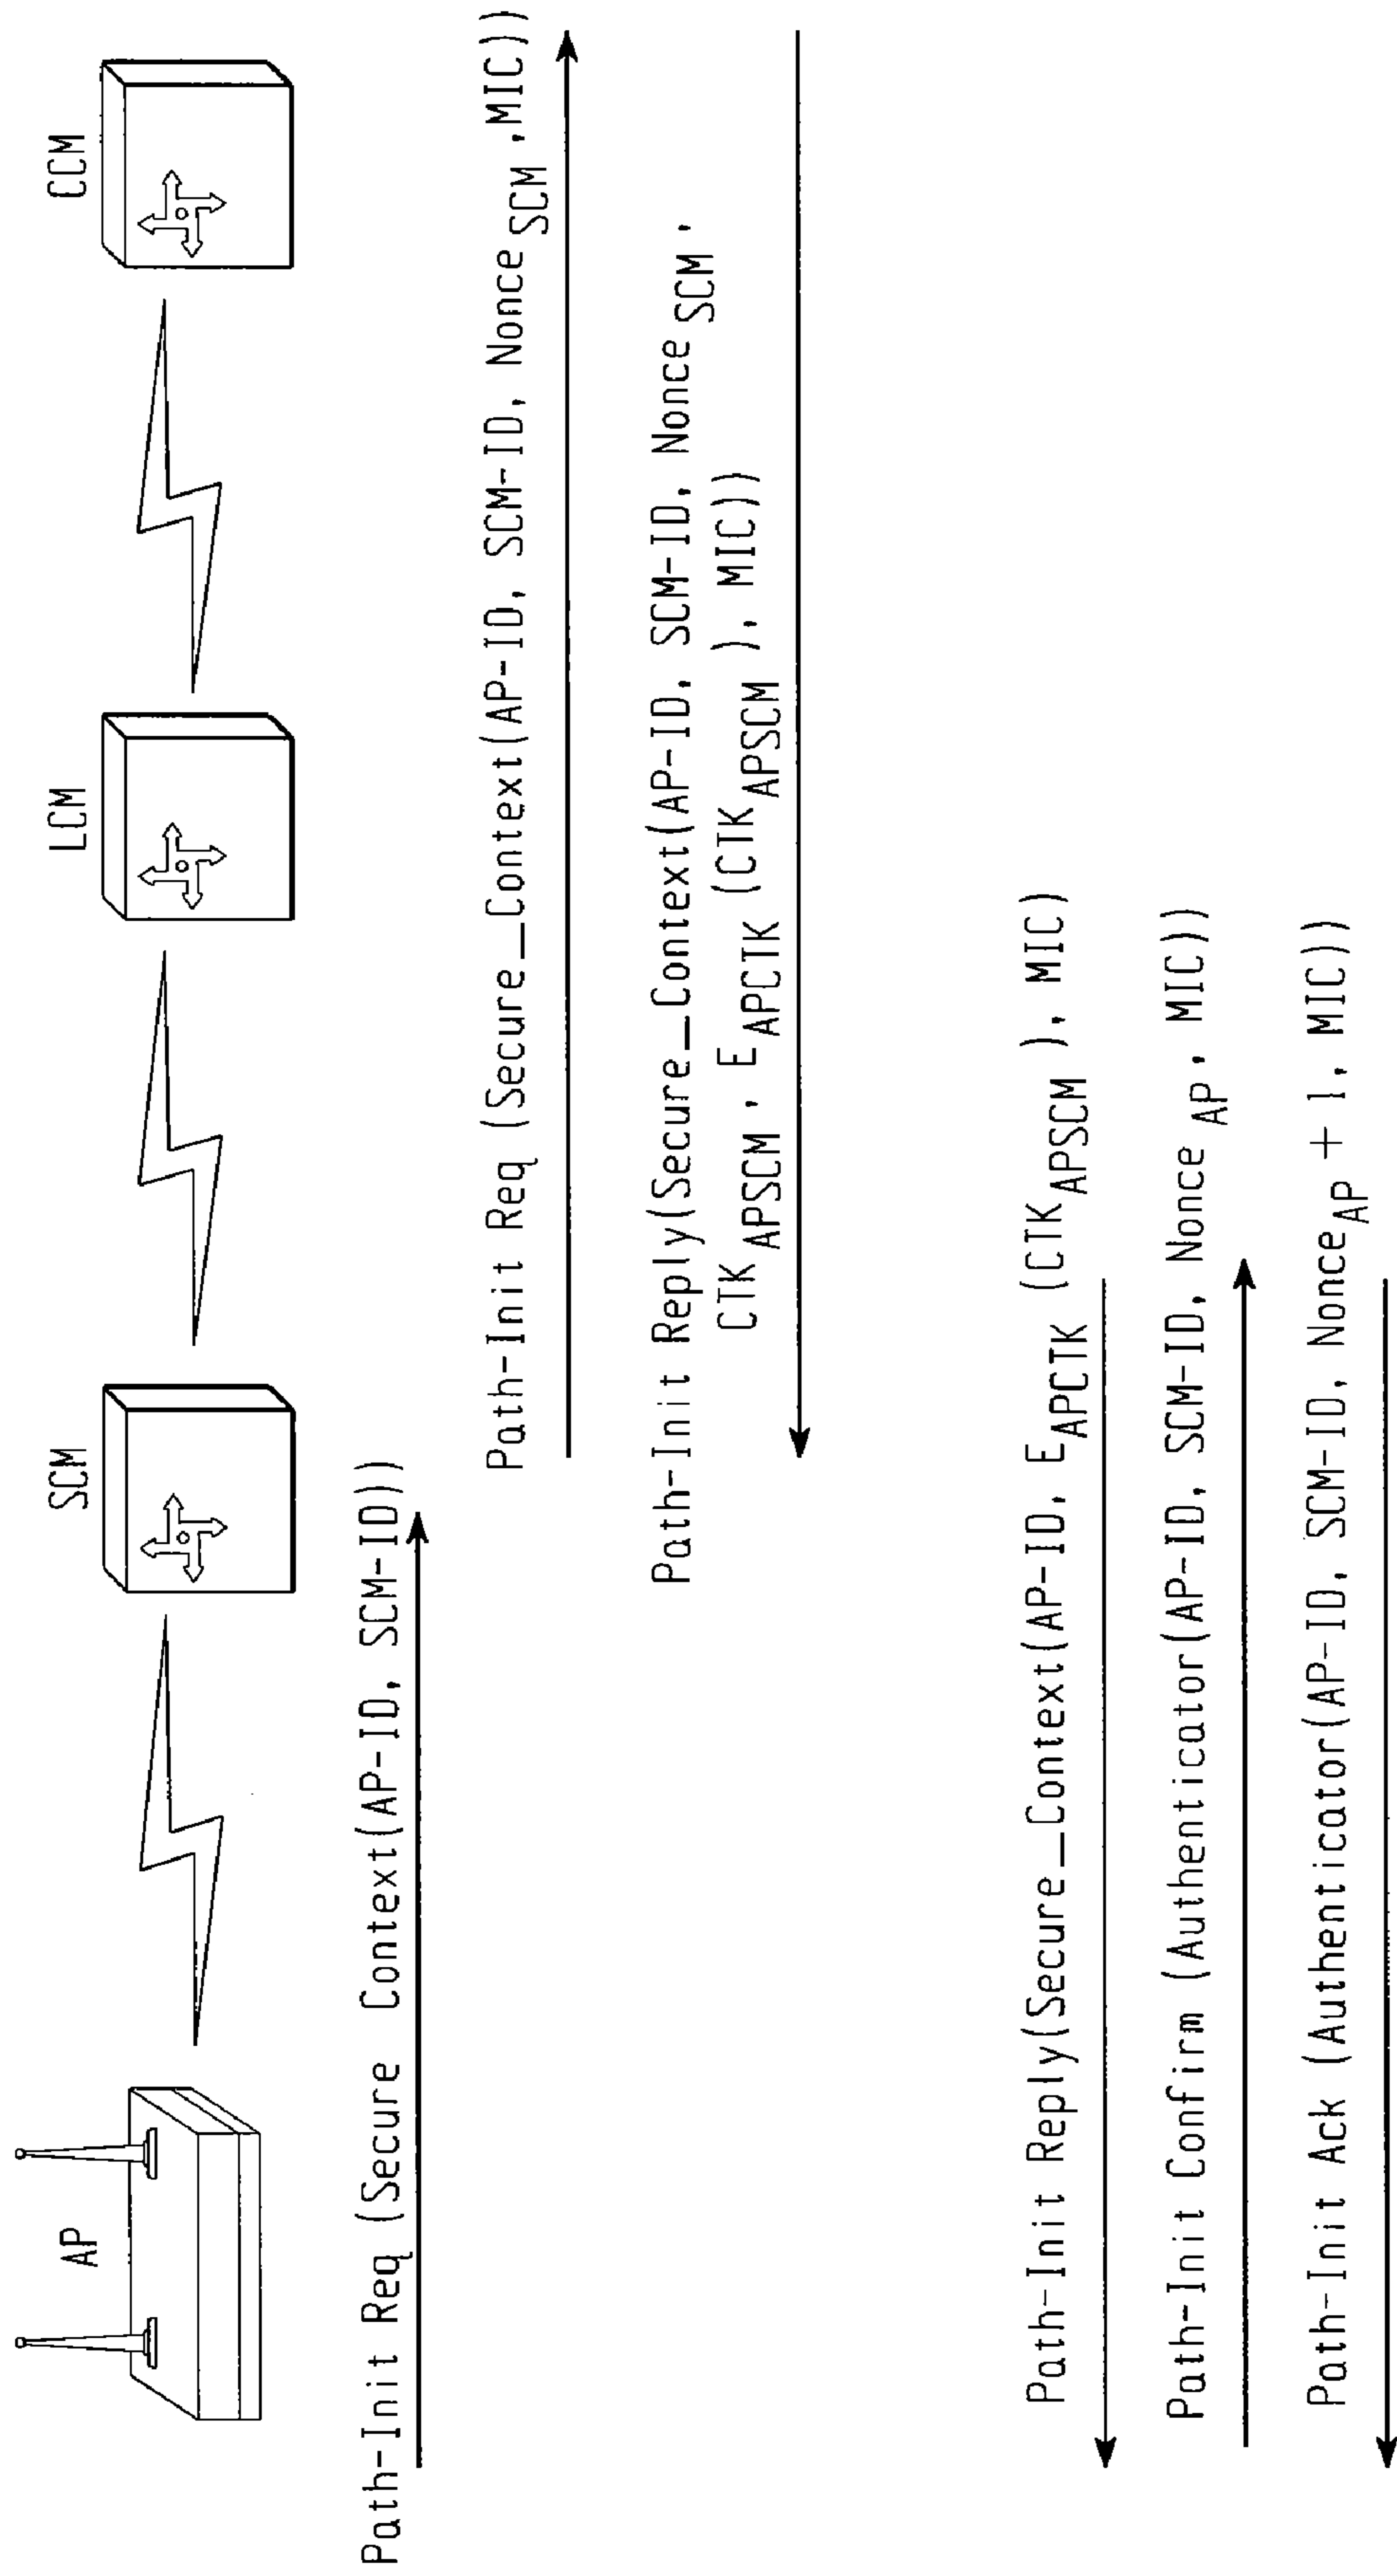 AP
SCM
LCM
CCM
Path-Init Req (Secure Context(AP-ID, SCM-ID))
Path-Init Req (Secure_Context(AP-ID, SCM-ID, Nonce SCM ,MIC))
Path-Init Reply(Secure_Context(AP-ID, SCM-ID, Nonce SCM ,
CTK APSCM , E APCTK (CTK APSCM ), MIC))
Path-Init Reply(Secure_Context(AP-ID, E APCTK (CTK APSCM ), MIC)
Path-Init Confirm (Authenticator(AP-ID, SCM-ID, Nonce AP , MIC))
Path-Init Ack (Authenticator(AP-ID, SCM-ID, Nonce AP + 1, MIC))